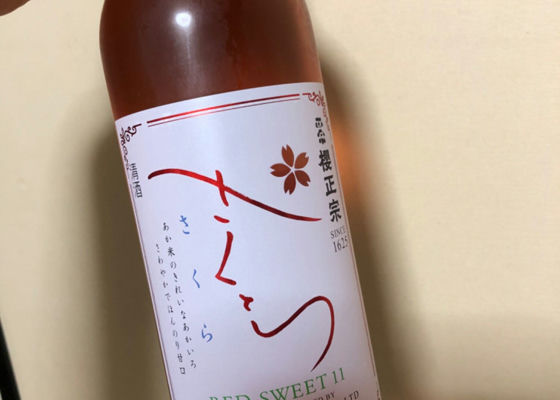 櫻正宗
SINCE
1625
清酒
さくら
さくら
あか米のきれいなあかいろ
さわやかでほんのり甘口
RED SWEET 11